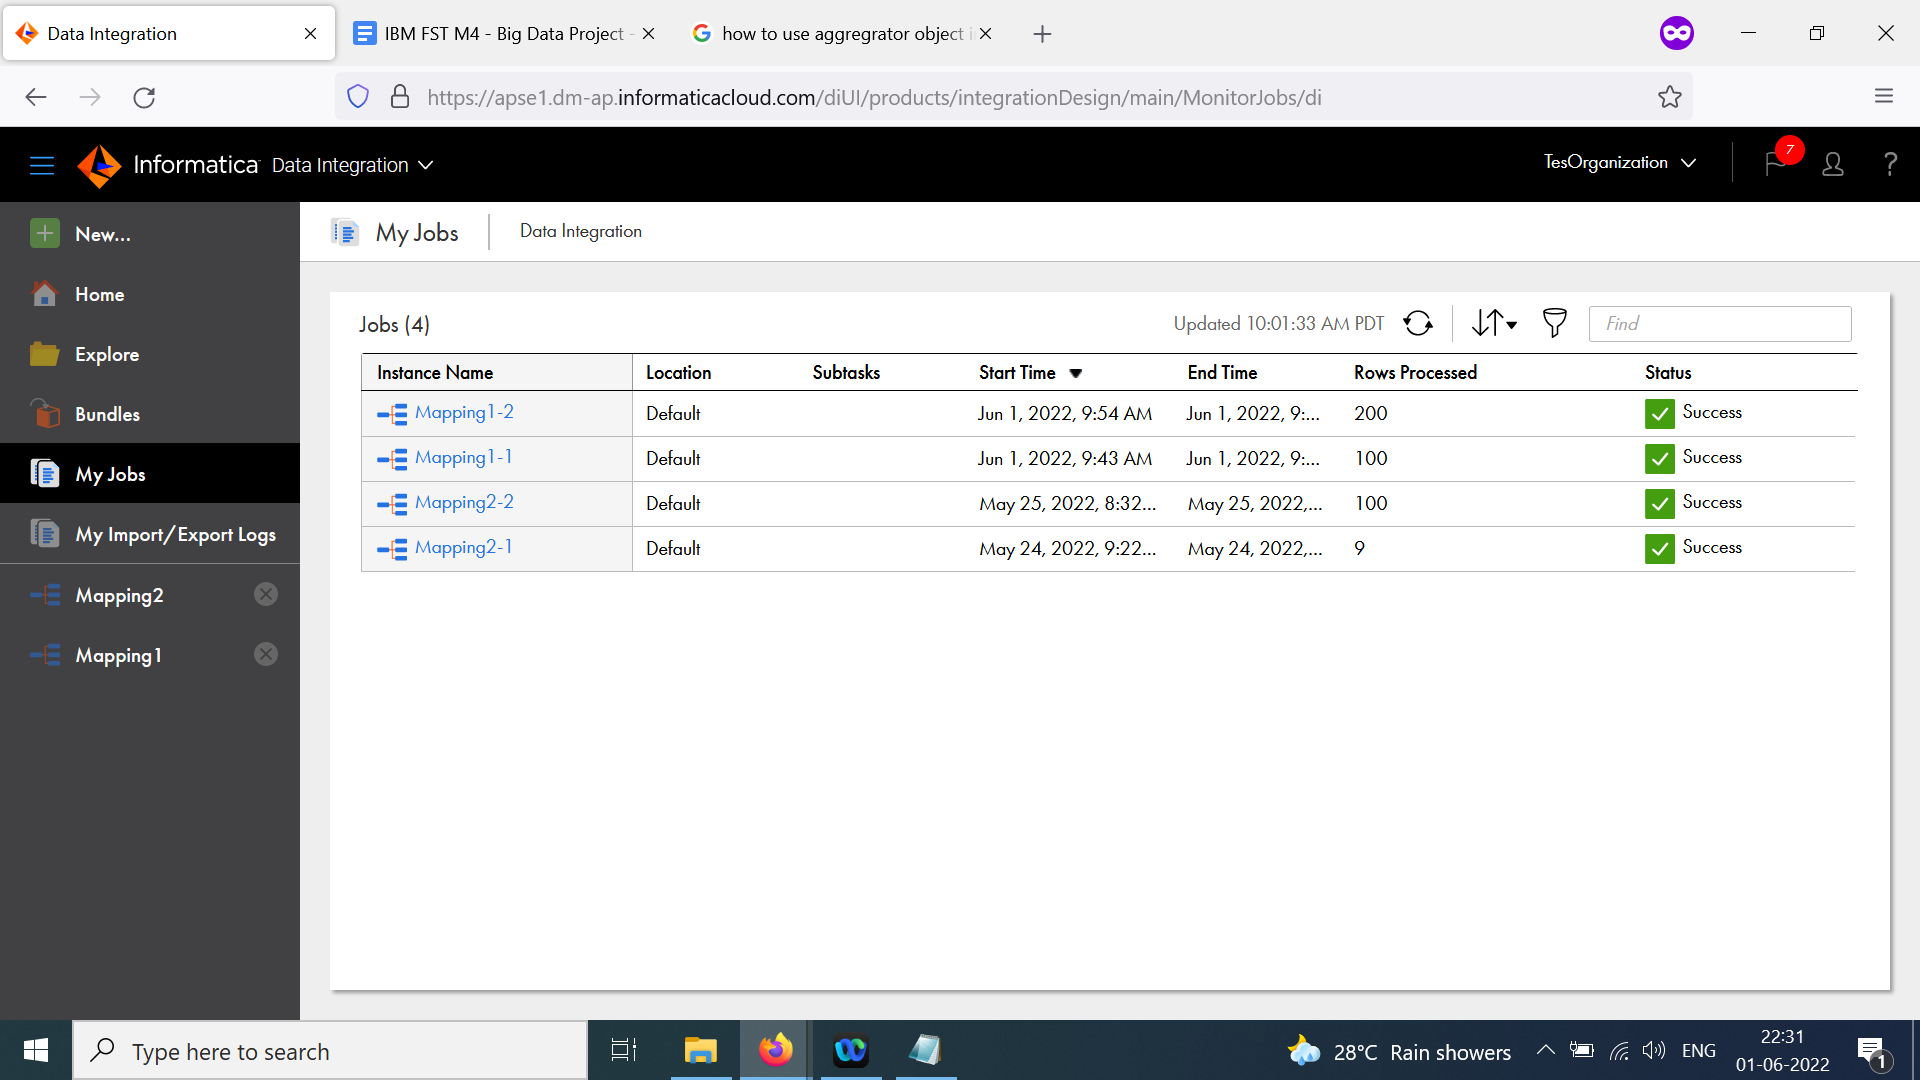 Data Integration
IBM FST M4 - Big Data Project -
how to use aggregrator object i
https://apse1.dm-ap.informaticacloud.com/diUI/products/integrationDesign/main/MonitorJobs/di
Informatica Data Integration
TesOrganization
7
?
New...
Home
Explore
Bundles
My Jobs
My Import/Export Logs
Mapping2
Mapping1
My Jobs
Data Integration
Jobs (4)
Updated 10:01:33 AM PDT
Find
Instance Name Location Subtasks Start Time End Time Rows Processed Status
Mapping1-2 Default Jun 1, 2022, 9:54 AM Jun 1, 2022, 9:... 200 Success
Mapping1-1 Default Jun 1, 2022, 9:43 AM Jun 1, 2022, 9:... 100 Success
Mapping2-2 Default May 25, 2022, 8:32... May 25, 2022,... 100 Success
Mapping2-1 Default May 24, 2022, 9:22... May 24, 2022,... 9 Success
Type here to search
28°C Rain showers
ENG
22:31
01-06-2022
1